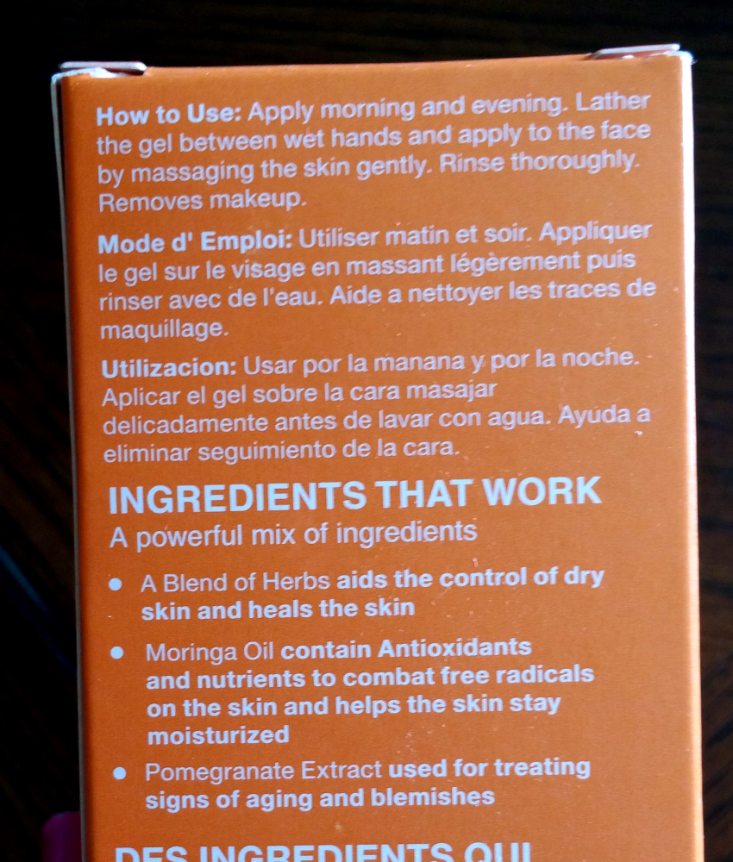 How to Use: Apply morning and evening. Lather
the gel between wet hands and apply to the face
by massaging the skin gently. Rinse thoroughly.
Removes makeup.
Mode d' Emploi: Utiliser matin et soir. Appliquer
le gel sur le visage en massant légèrement puis
rinser avec de l'eau. Aide a nettoyer les traces de
maquillage.
Utilizacion: Usar por la manana y por la noche.
Aplicar el gel sobre la cara masajar
delicadamente antes de lavar con agua. Ayuda a
eliminar seguimiento de la cara.
INGREDIENTS THAT WORK
A powerful mix of ingredients
• A Blend of Herbs aids the control of dry
skin and heals the skin
• Moringa Oil contain Antioxidants
and nutrients to combat free radicals
on the skin and helps the skin stay
moisturized
• Pomegranate Extract used for treating
signs of aging and blemishes
DES INGREDIENTS QUI